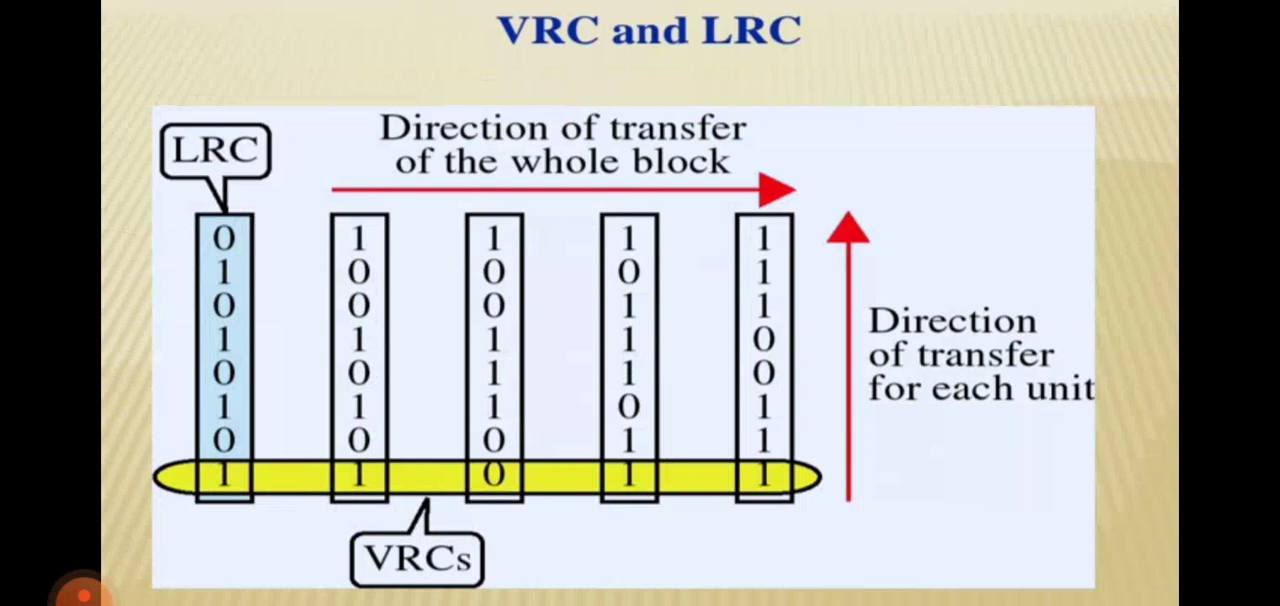 VRC and LRC
LRC
Direction of transfer
of the whole block
0 1 1 1 1
1 0 0 0 1
0 0 0 1 1
1 1 1 1 0
0 0 1 1 0
1 1 1 0 1
0 0 0 1 1
1 1 0 1 1
Direction
of transfer
for each unit
VRCs